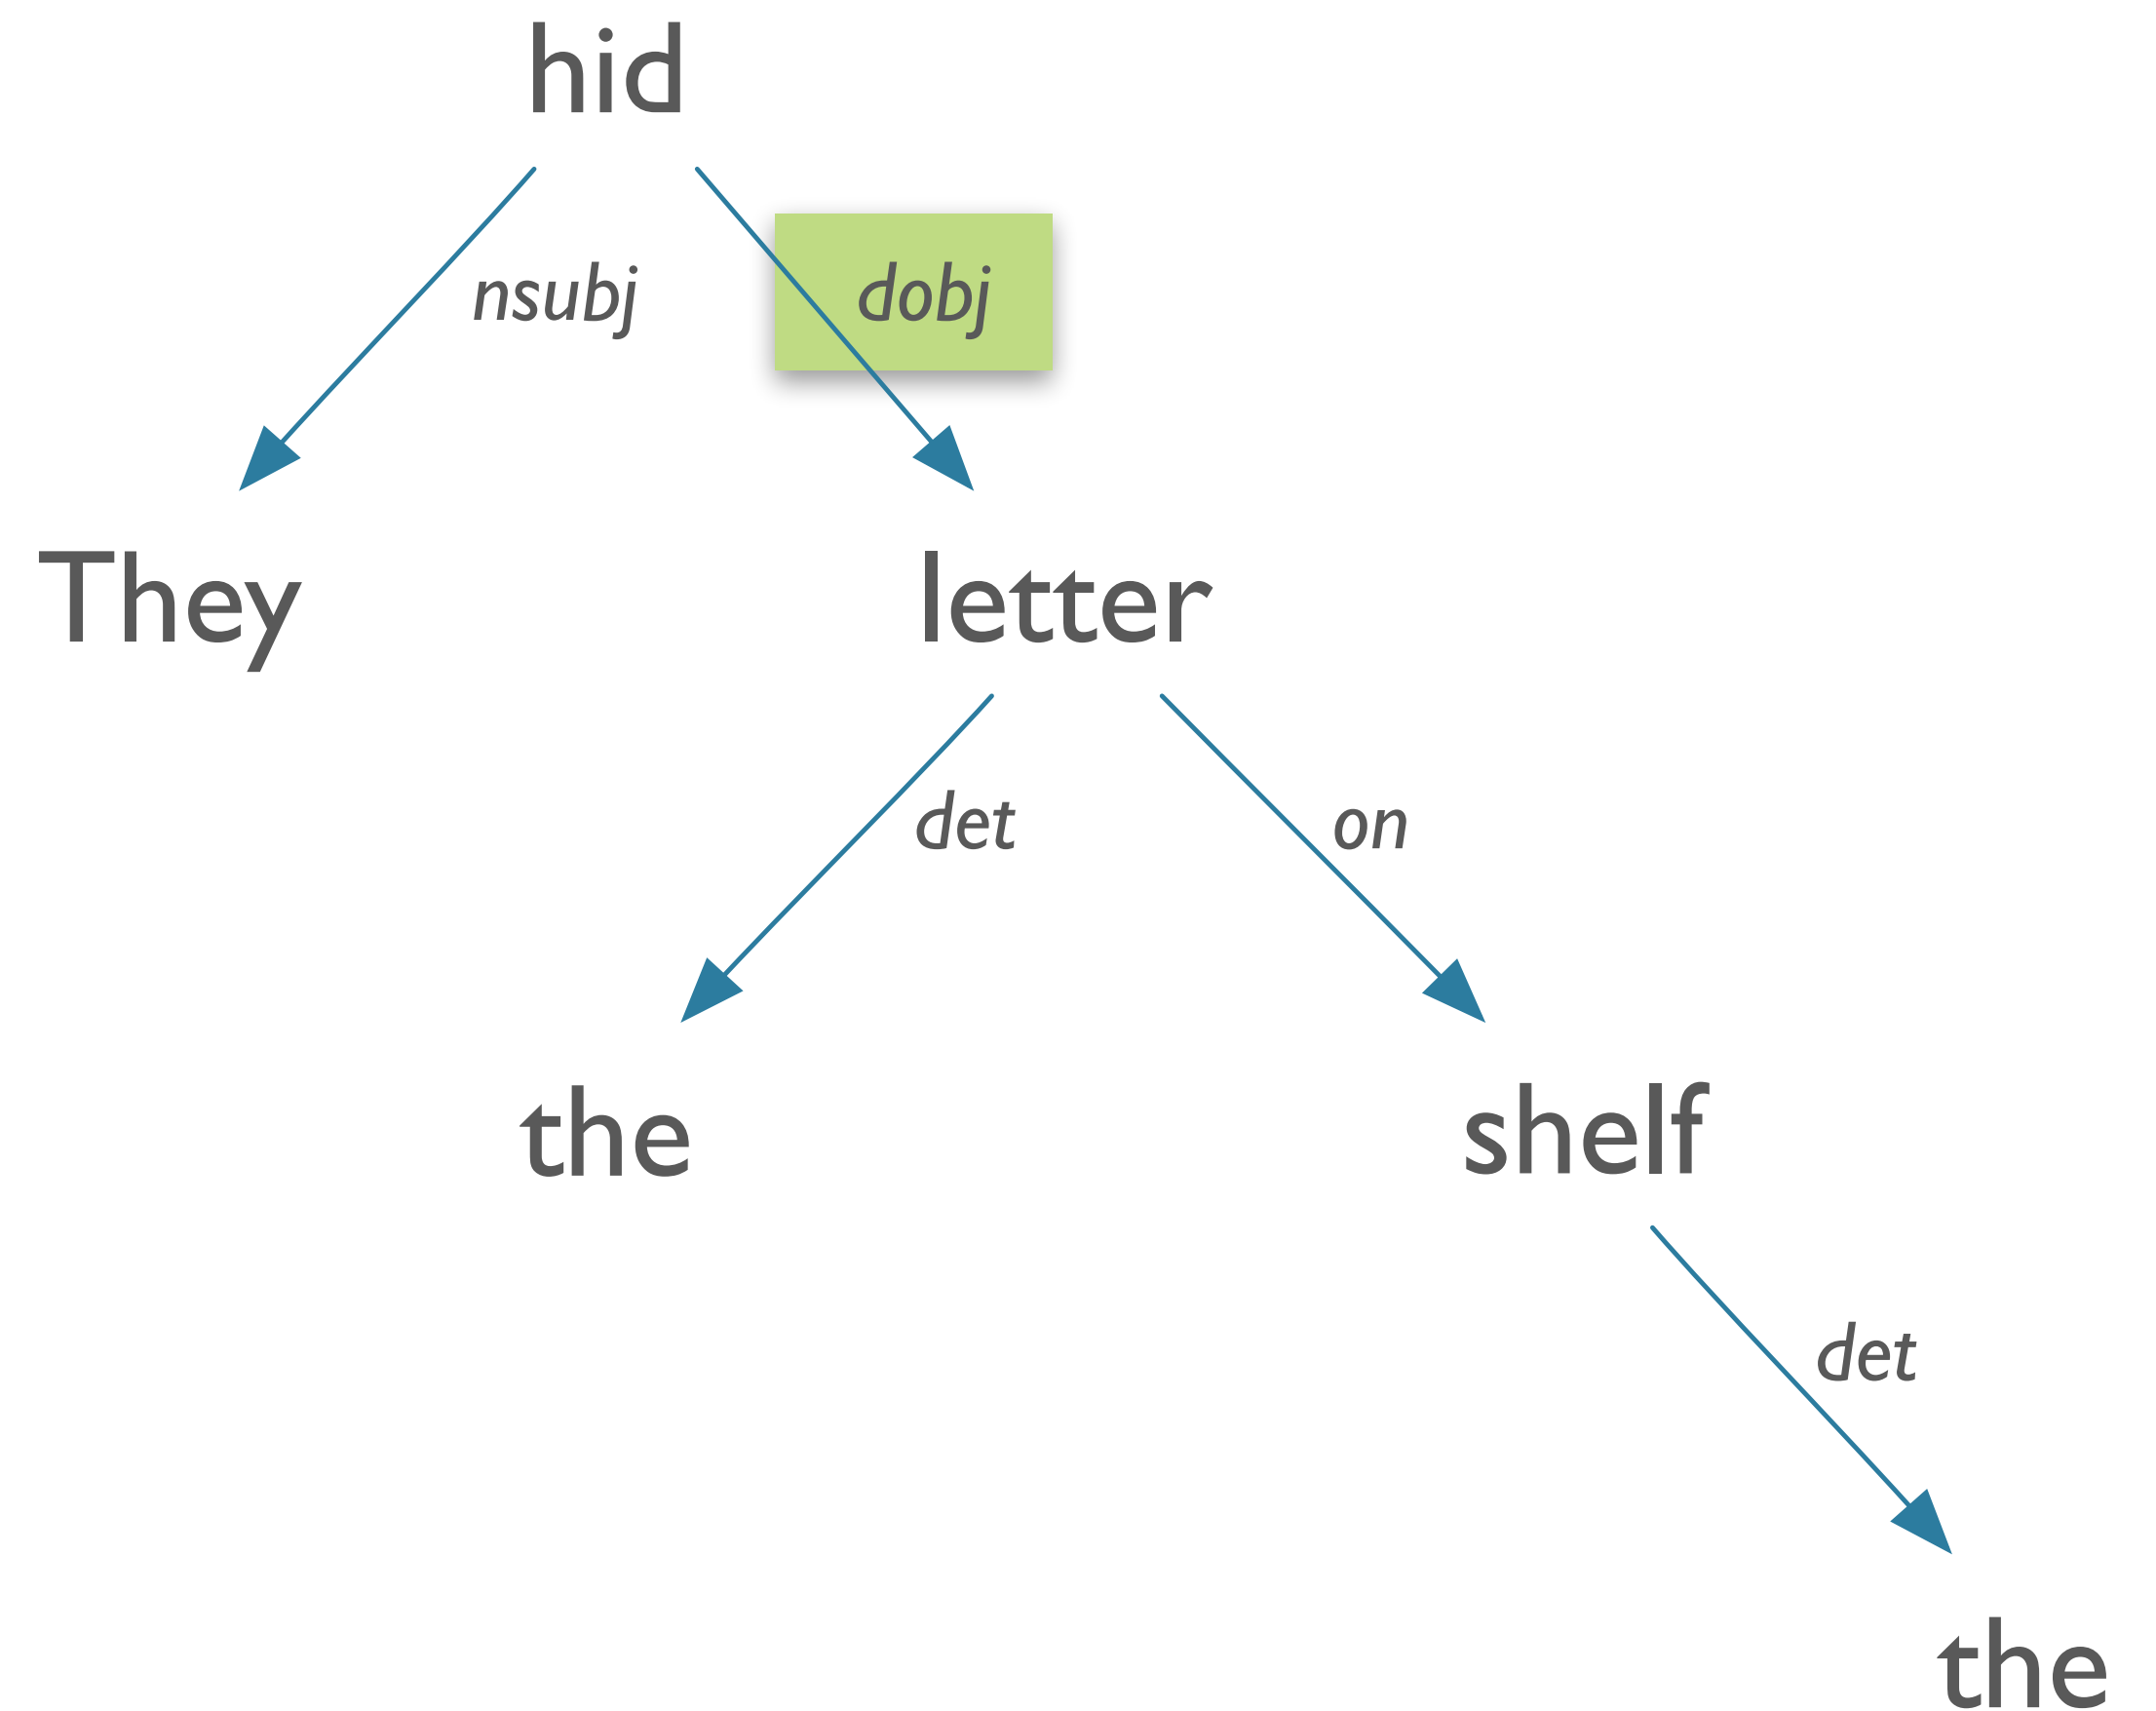 hid
nsubj dobj
They letter
det on
the shelf
det
the